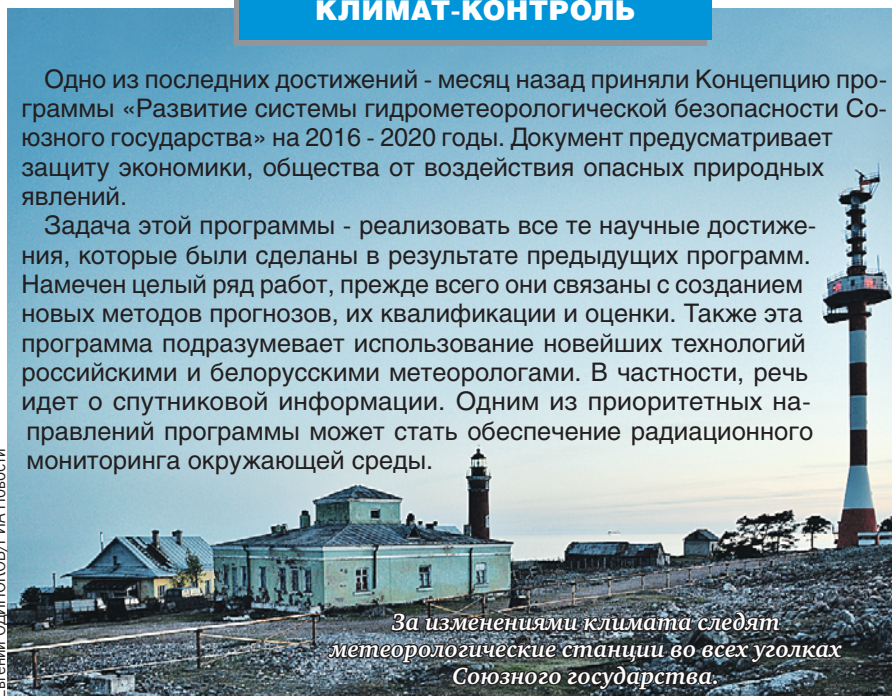 КЛИМАТ-КОНТРОЛЬ
Одно из последних достижений - месяц назад приняли Концепцию про-
граммы «Развитие системы гидрометеорологической безопасности Со-
юзного государства» на 2016 - 2020 годы. Документ предусматривает
защиту экономики, общества от воздействия опасных природных
явлений.
Задача этой программы - реализовать все те научные достиже-
ния, которые были сделаны в результате предыдущих программ.
Намечен целый ряд работ, прежде всего они связаны с созданием
новых методов прогнозов, их квалификации и оценки. Также эта
программа подразумевает использование новейших технологий
российскими и белорусскими метеорологами. В частности, речь
идет о спутниковой информации. Одним из приоритетных на-
правлений программы может стать обеспечение радиационного
мониторинга окружающей среды.
За изменениями климата следят
метеорологические станции во всех уголках
Союзного государства.